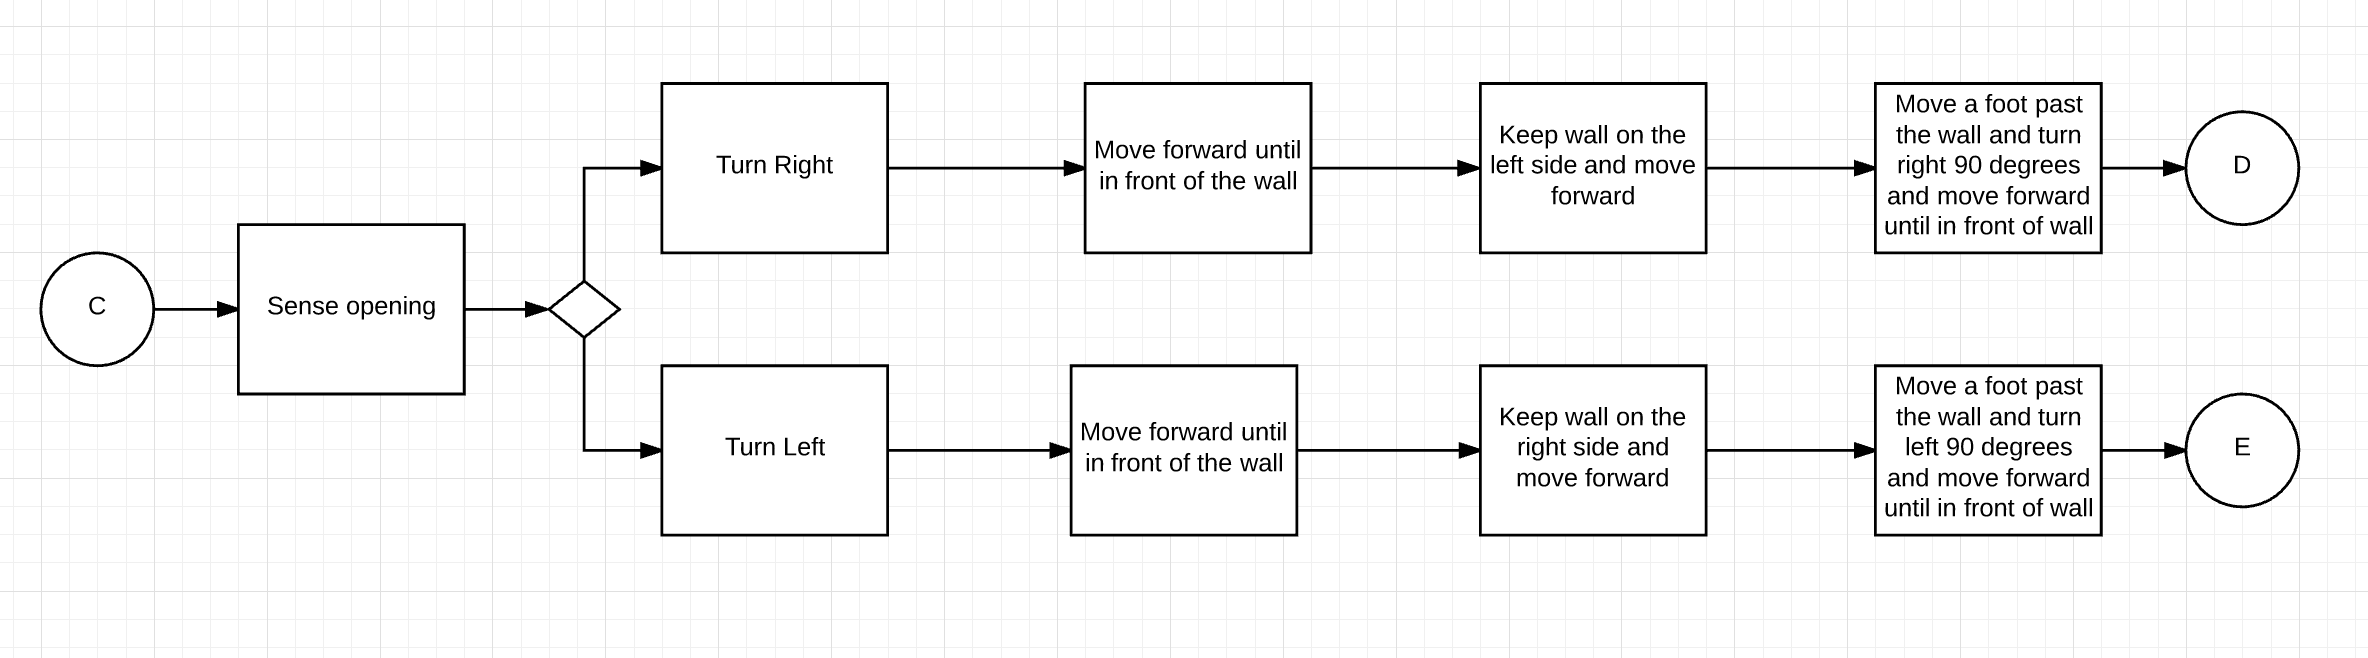 C
Sense opening
Turn Right
Move forward until
in front of the wall
Keep wall on the
left side and move
forward
Move a foot past
the wall and turn
right 90 degrees
and move forward
until in front of wall
D
Turn Left
Move forward until
in front of the wall
Keep wall on the
right side and
move forward
Move a foot past
the wall and turn
left 90 degrees
and move forward
until in front of wall
E